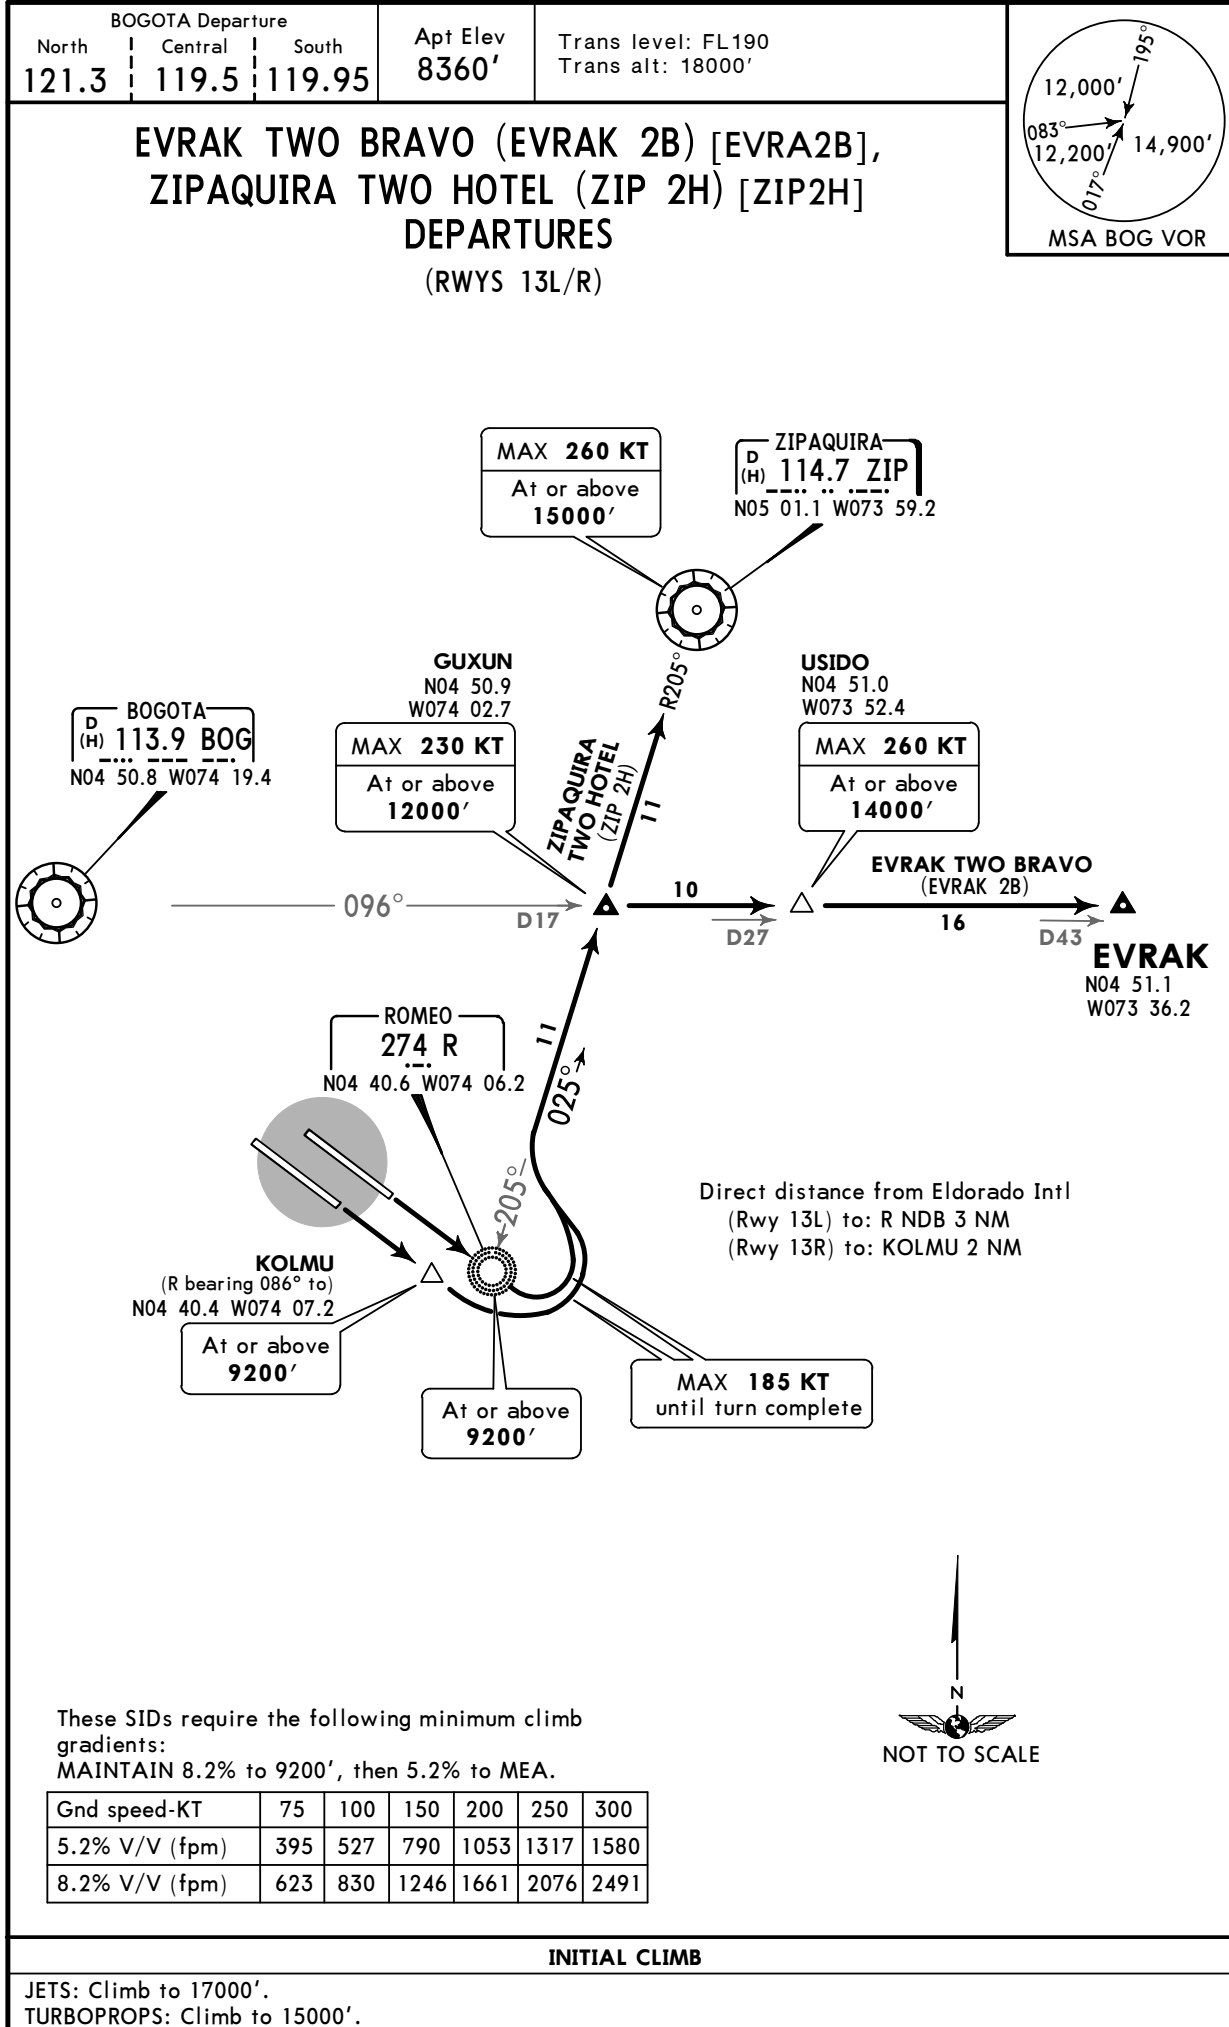 BOGOTA Departure
North Central South
121.3 119.5 119.95
Apt Elev
8360'
Trans level: FL190
Trans alt: 18000'
195°
12,000'
083°
12,200'
14,900'
017°
MSA BOG VOR
EVRAK TWO BRAVO (EVRAK 2B) [EVRA2B],
ZIPAQUIRA TWO HOTEL (ZIP 2H) [ZIP2H]
DEPARTURES
(RWYS 13L/R)
MAX 260 KT
At or above
15000'
ZIPAQUIRA
D
(H) 114.7 ZIP
N05 01.1 W073 59.2
R205°
GUXUN
N04 50.9
W074 02.7
MAX 230 KT
At or above
12000'
USIDO
N04 51.0
W073 52.4
MAX 260 KT
At or above
14000'
BOGOTA
D
(H) 113.9 BOG
N04 50.8 W074 19.4
ZIPAQUIRA
TWO HOTEL
(ZIP 2H)
11
EVRAK TWO BRAVO
(EVRAK 2B)
096°
D17
10
D27
16
D43
EVRAK
N04 51.1
W073 36.2
ROMEO
274 R
N04 40.6 W074 06.2
11
025°
205°
Direct distance from Eldorado Intl
(Rwy 13L) to: R NDB 3 NM
(Rwy 13R) to: KOLMU 2 NM
KOLMU
(R bearing 086° to)
N04 40.4 W074 07.2
At or above
9200'
At or above
9200'
MAX 185 KT
until turn complete
N
NOT TO SCALE
These SIDs require the following minimum climb
gradients:
MAINTAIN 8.2% to 9200', then 5.2% to MEA.
Gnd speed-KT 75 100 150 200 250 300
5.2% V/V (fpm) 395 527 790 1053 1317 1580
8.2% V/V (fpm) 623 830 1246 1661 2076 2491
INITIAL CLIMB
JETS: Climb to 17000'.
TURBOPROPS: Climb to 15000'.